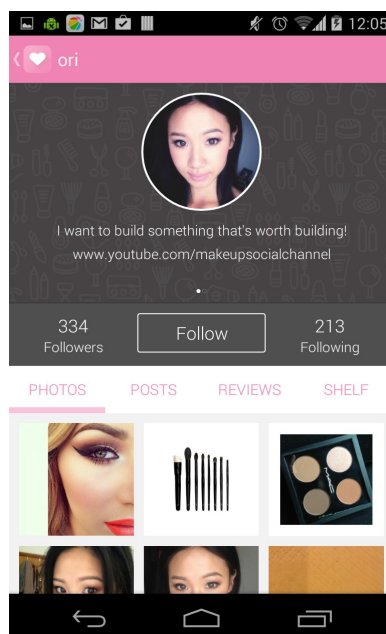 12:05
ori
I want to build something that's worth building!
www.youtube.com/makeupsocialchannel
334
Followers
Follow
213
Following
PHOTOS
POSTS
REVIEWS
SHELF
MAC